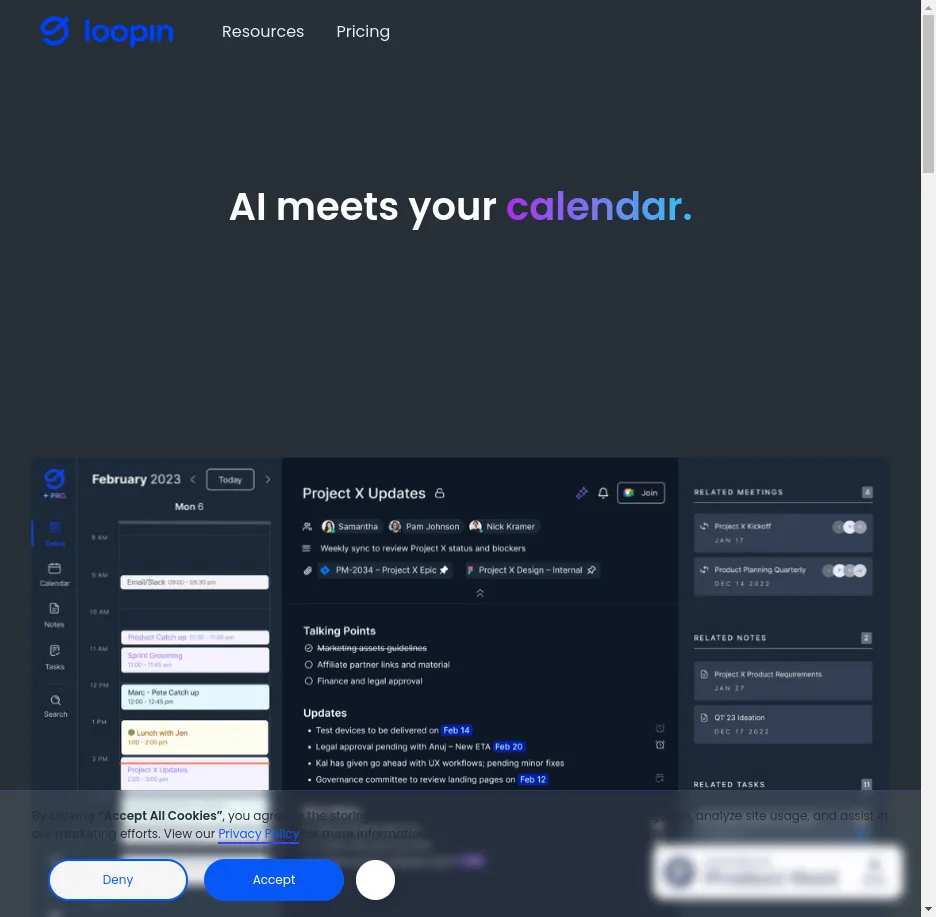 loopin
Resources
Pricing
AI meets your calendar.
+ PRO.
Today
Calendar
Notes
Tasks
Search
February 2023
Today
Mon 6
8 AM
9 AM
10 AM
11 AM
12 PM
1 PM
2 PM
Email/Slack 09:00 - 09:30 pm
Product Catch up 10:30 - 11:00 pm
Sprint Grooming
11:00 - 11:45 am
Marc - Pete Catch up
12:00 - 12:45 pm
Lunch with Jon
1:00 - 2:00 pm
Project X Updates
2:00 - 3:00 pm
Project X Updates
Join
Samantha
Pam Johnson
Nick Kramer
Weekly sync to review Project X status and blockers
PM-2034 – Project X Epic
Project X Design – Internal
Talking Points
Marketing assets guidelines
Affiliate partner links and material
Finance and legal approval
Updates
• Test devices to be delivered on Feb 14
• Legal approval pending with Anuj – New ETA Feb 20
• Kal has given go ahead with UX workflows; pending minor fixes
• Governance committee to review landing pages on Feb 12
RELATED MEETINGS
4
Project X Kickoff
JAN 17
Product Planning Quarterly
DEC 14 2022
RELATED NOTES
2
Project X Product Requirements
JAN 27
Q1' 23 Ideation
DEC 17 2022
RELATED TASKS
11
By clicking “Accept All Cookies”, you agree to the storing analyze site usage, and assist in
our marketing efforts. View our Privacy Policy for more information.
Deny
Accept